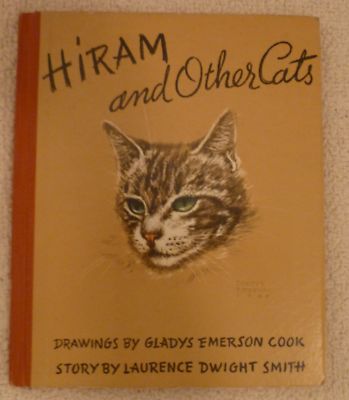 HiRAM
and Other Cats
DRAWINGS BY GLADYS EMERSON COOK
STORY BY LAURENCE DWIGHT SMITH